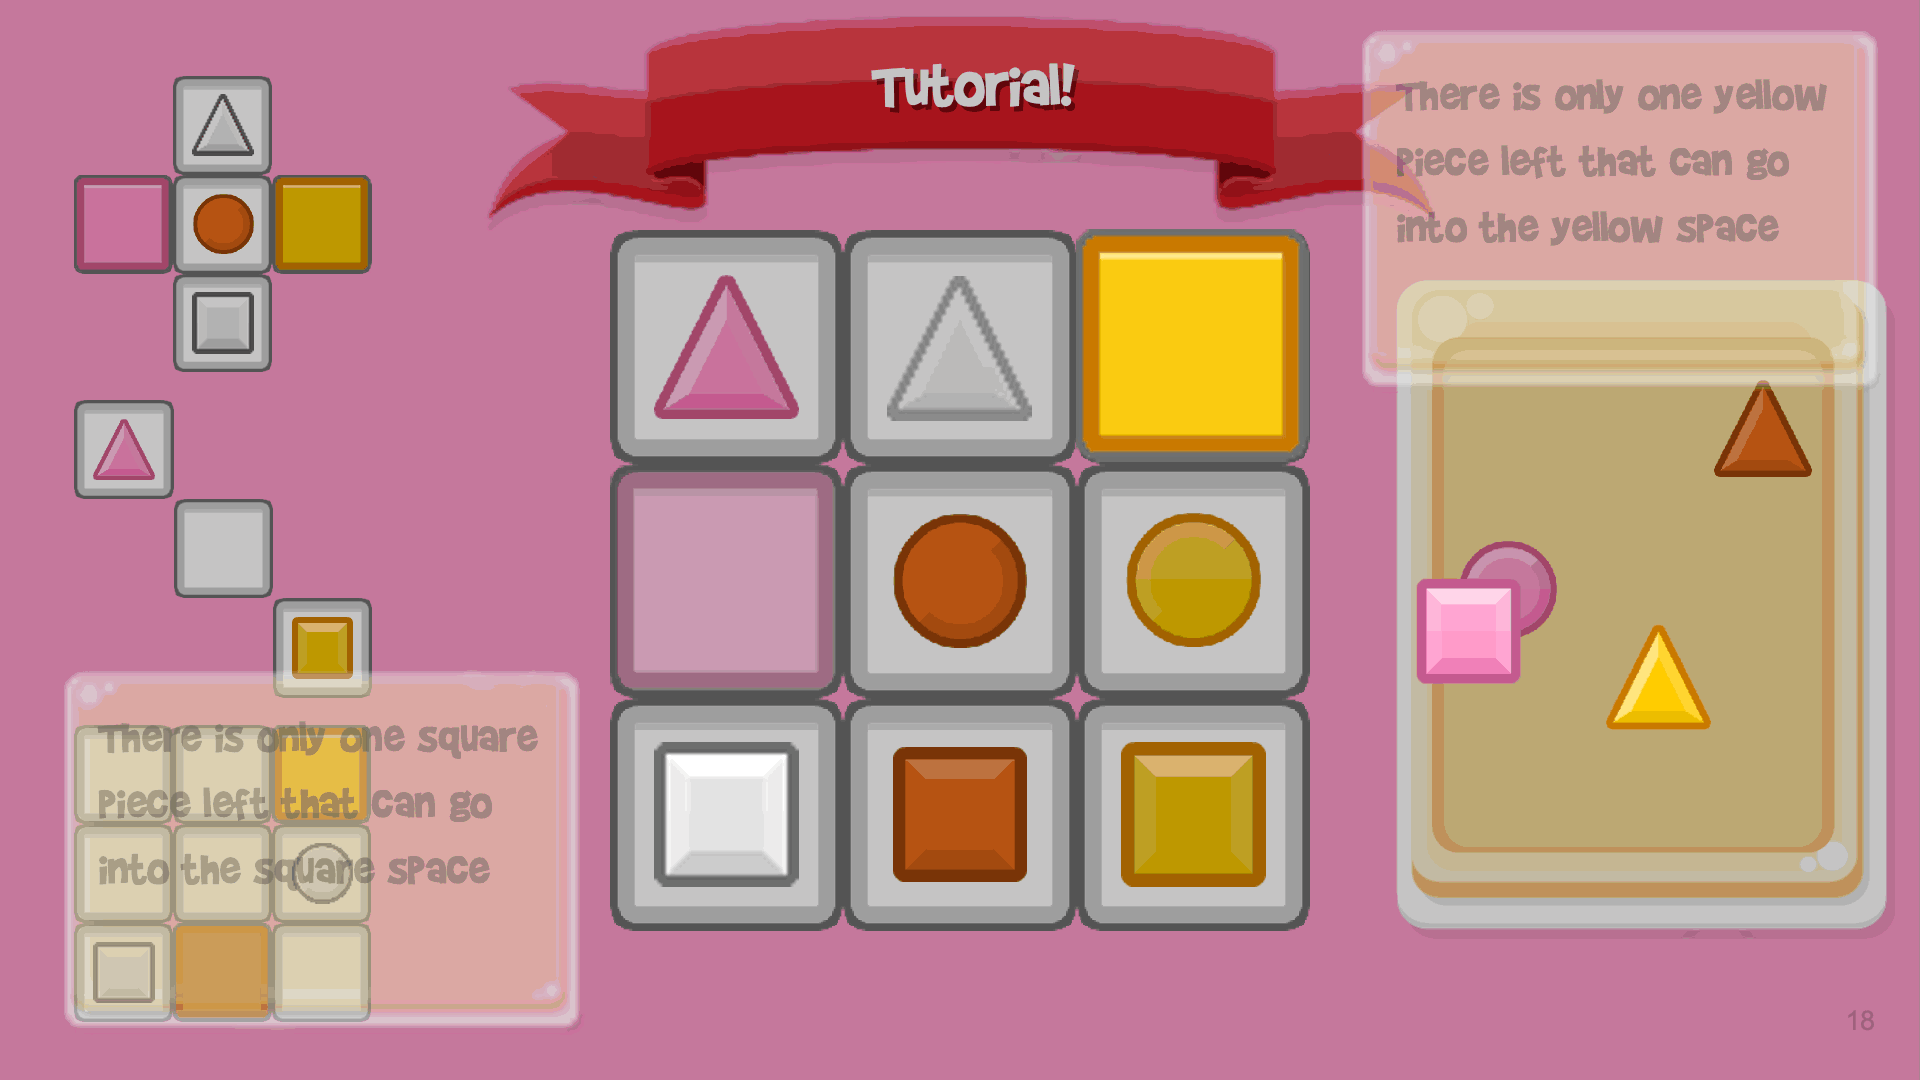 Tutorial!
There is only one yellow
Piece left that can go
into the yellow space
There is only one square
Piece left that can go
into the square space
18